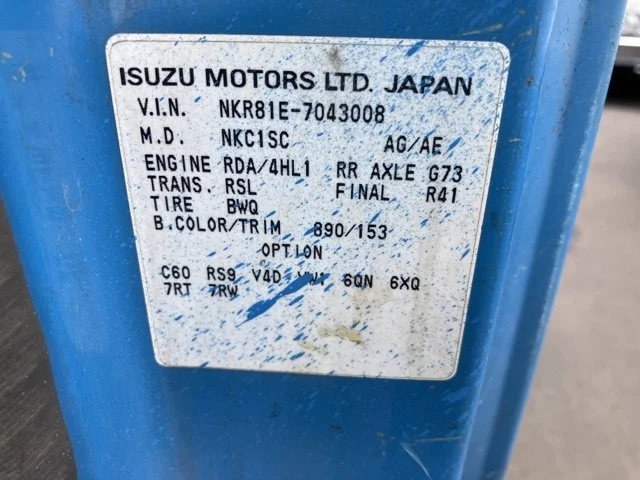 ISUZU MOTORS LTD. JAPAN
V.I.N. NKR81E-7043008
M.D. NKC1SC AG/AE
ENGINE RDA/4HL1 RR AXLE G73
TRANS. RSL FINAL R41
TIRE BWQ
B.COLOR/TRIM 890/153
OPTION
C60 RS9 V4D VW1 6QN 6XQ
7RT 7RW